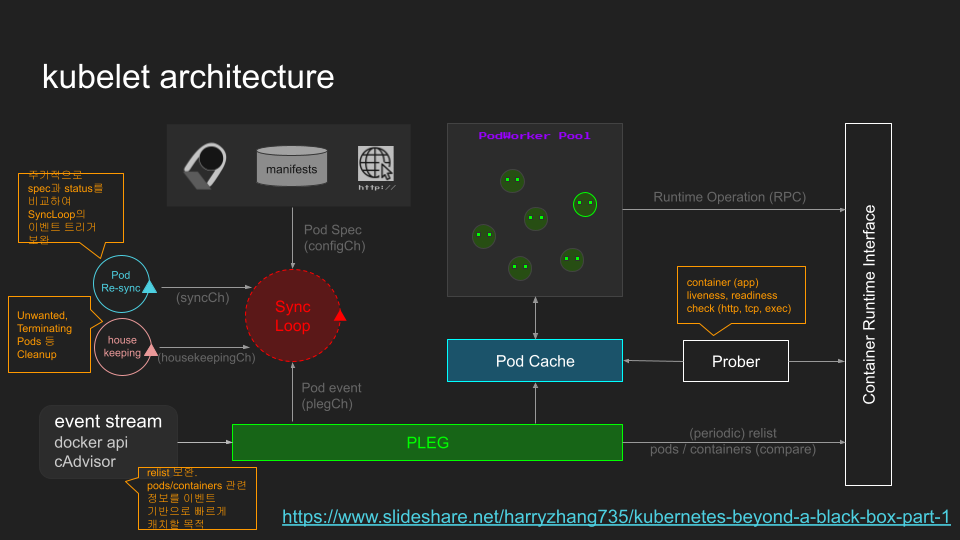 kubelet architecture
manifests
http://
PodWorker Pool
주기적으로
spec과 status를
비교하여
SyncLoop의
이벤트 트리거
보완
Pod Spec
(configCh)
Runtime Operation (RPC)
Container Runtime Interface
Pod
Re-sync
(syncCh)
Sync
Loop
container (app)
liveness, readiness
check (http, tcp, exec)
Unwanted,
Terminating
Pods 등
Cleanup
house
keeping
(housekeepingCh)
Pod Cache
Prober
Pod event
(plegCh)
event stream
docker api
cAdvisor
PLEG
(periodic) relist
pods / containers (compare)
relist 보완.
pods/containers 관련
정보를 이벤트
기반으로 빠르게
캐치할 목적
https://www.slideshare.net/harryzhang735/kubernetes-beyond-a-black-box-part-1